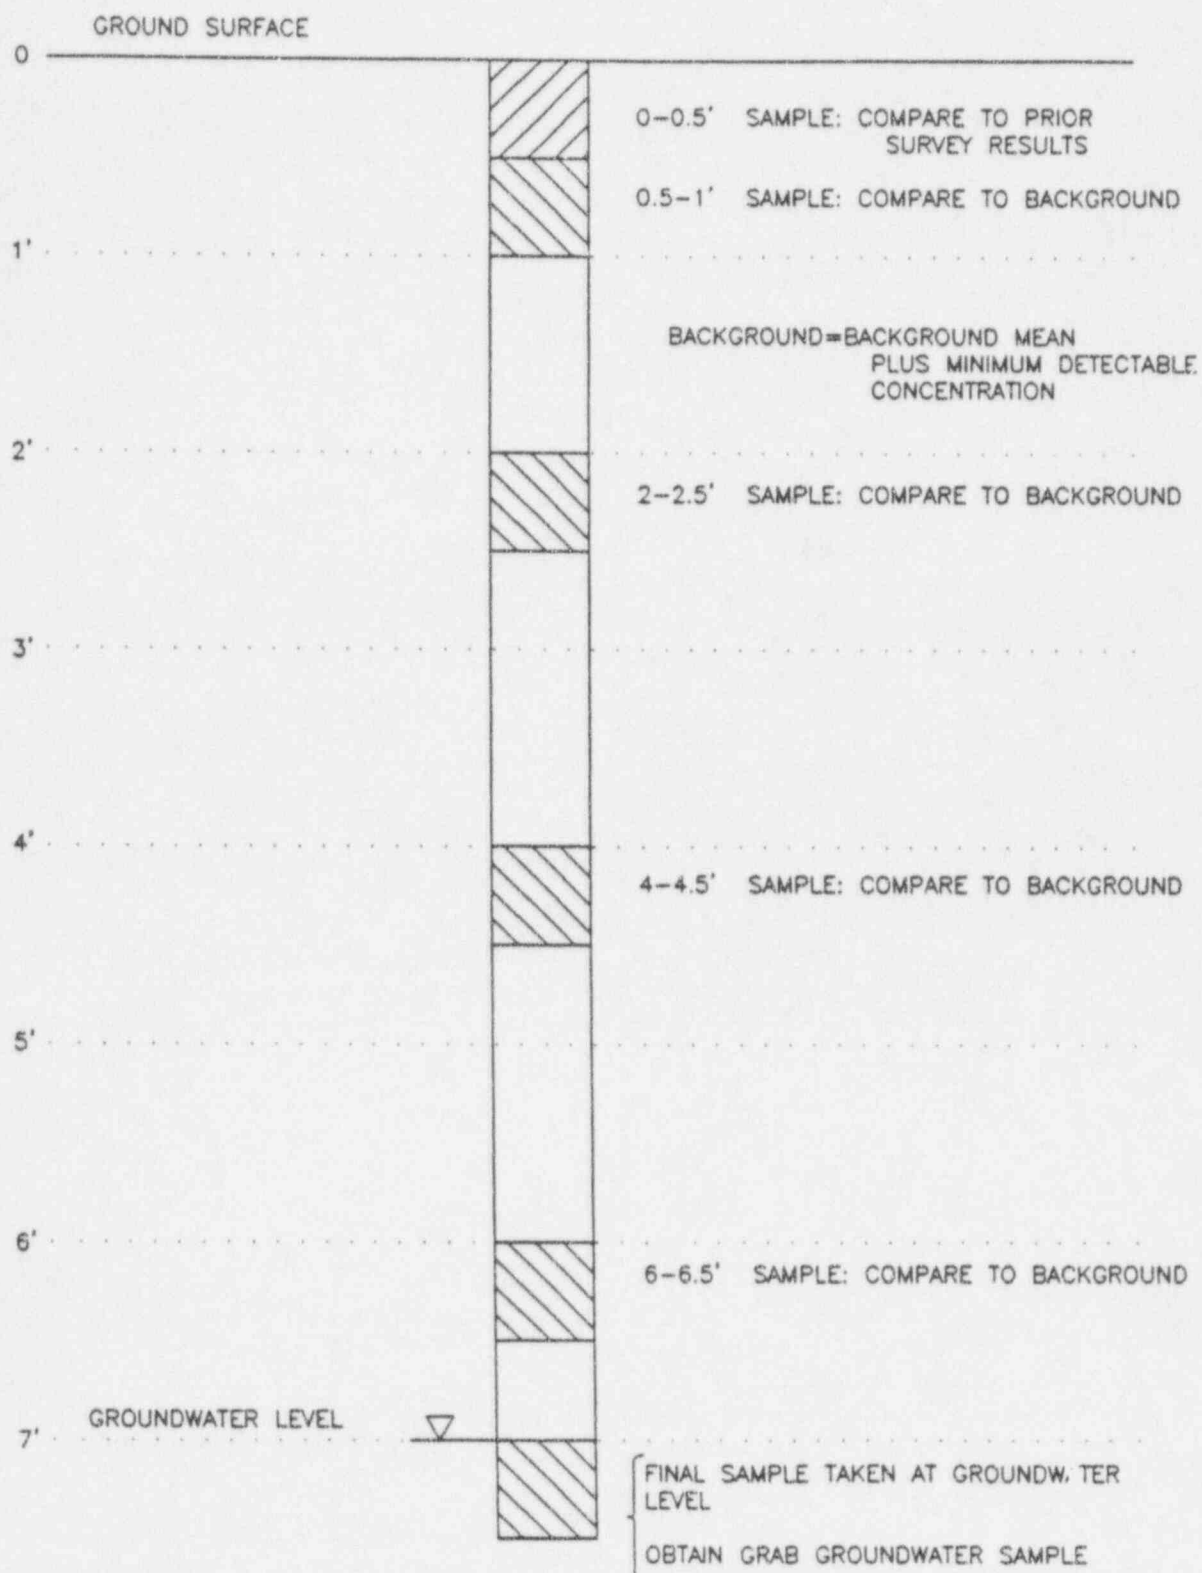 GROUND SURFACE
0
0-0.5' SAMPLE: COMPARE TO PRIOR
SURVEY RESULTS
0.5-1' SAMPLE: COMPARE TO BACKGROUND
1'
BACKGROUND=BACKGROUND MEAN
PLUS MINIMUM DETECTABLE
CONCENTRATION
2'
2-2.5' SAMPLE: COMPARE TO BACKGROUND
3'
4'
4-4.5' SAMPLE: COMPARE TO BACKGROUND
5'
6'
6-6.5' SAMPLE: COMPARE TO BACKGROUND
GROUNDWATER LEVEL
7'
FINAL SAMPLE TAKEN AT GROUNDW. TER
LEVEL
OBTAIN GRAB GROUNDWATER SAMPLE